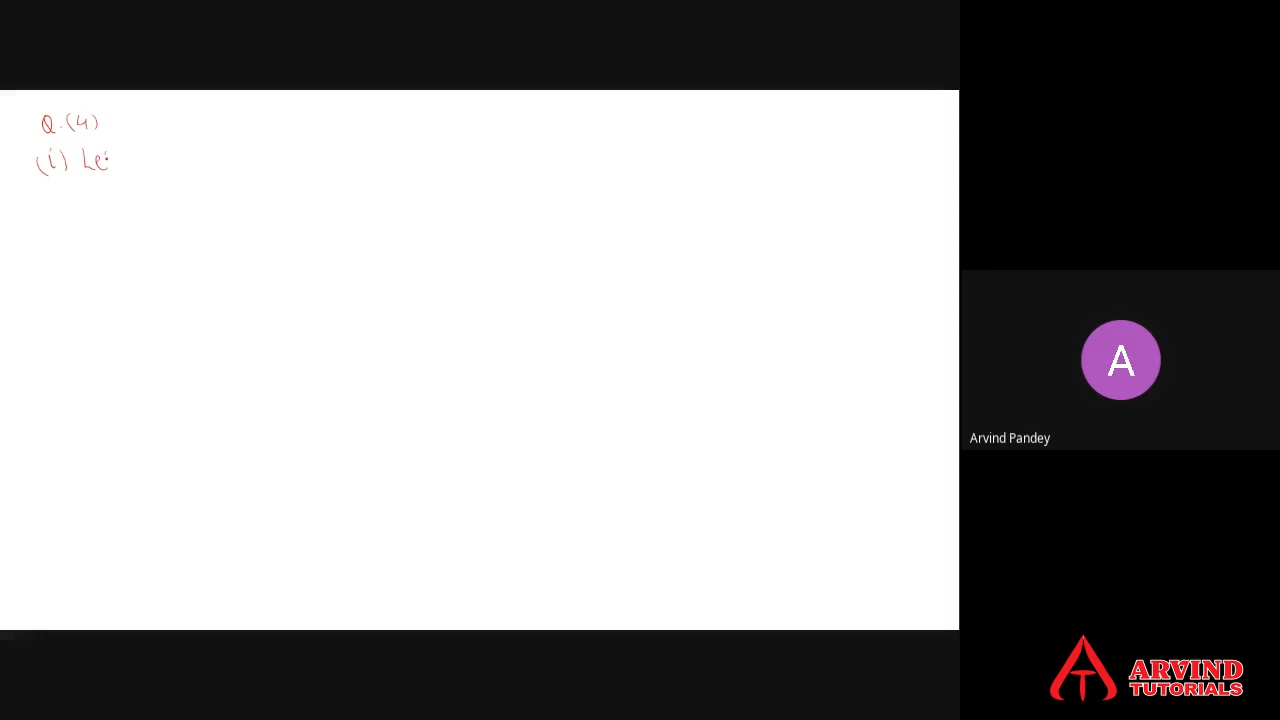 Q.(4)
(i) Le
A
Arvind Pandey
ARVIND
TUTORIALS